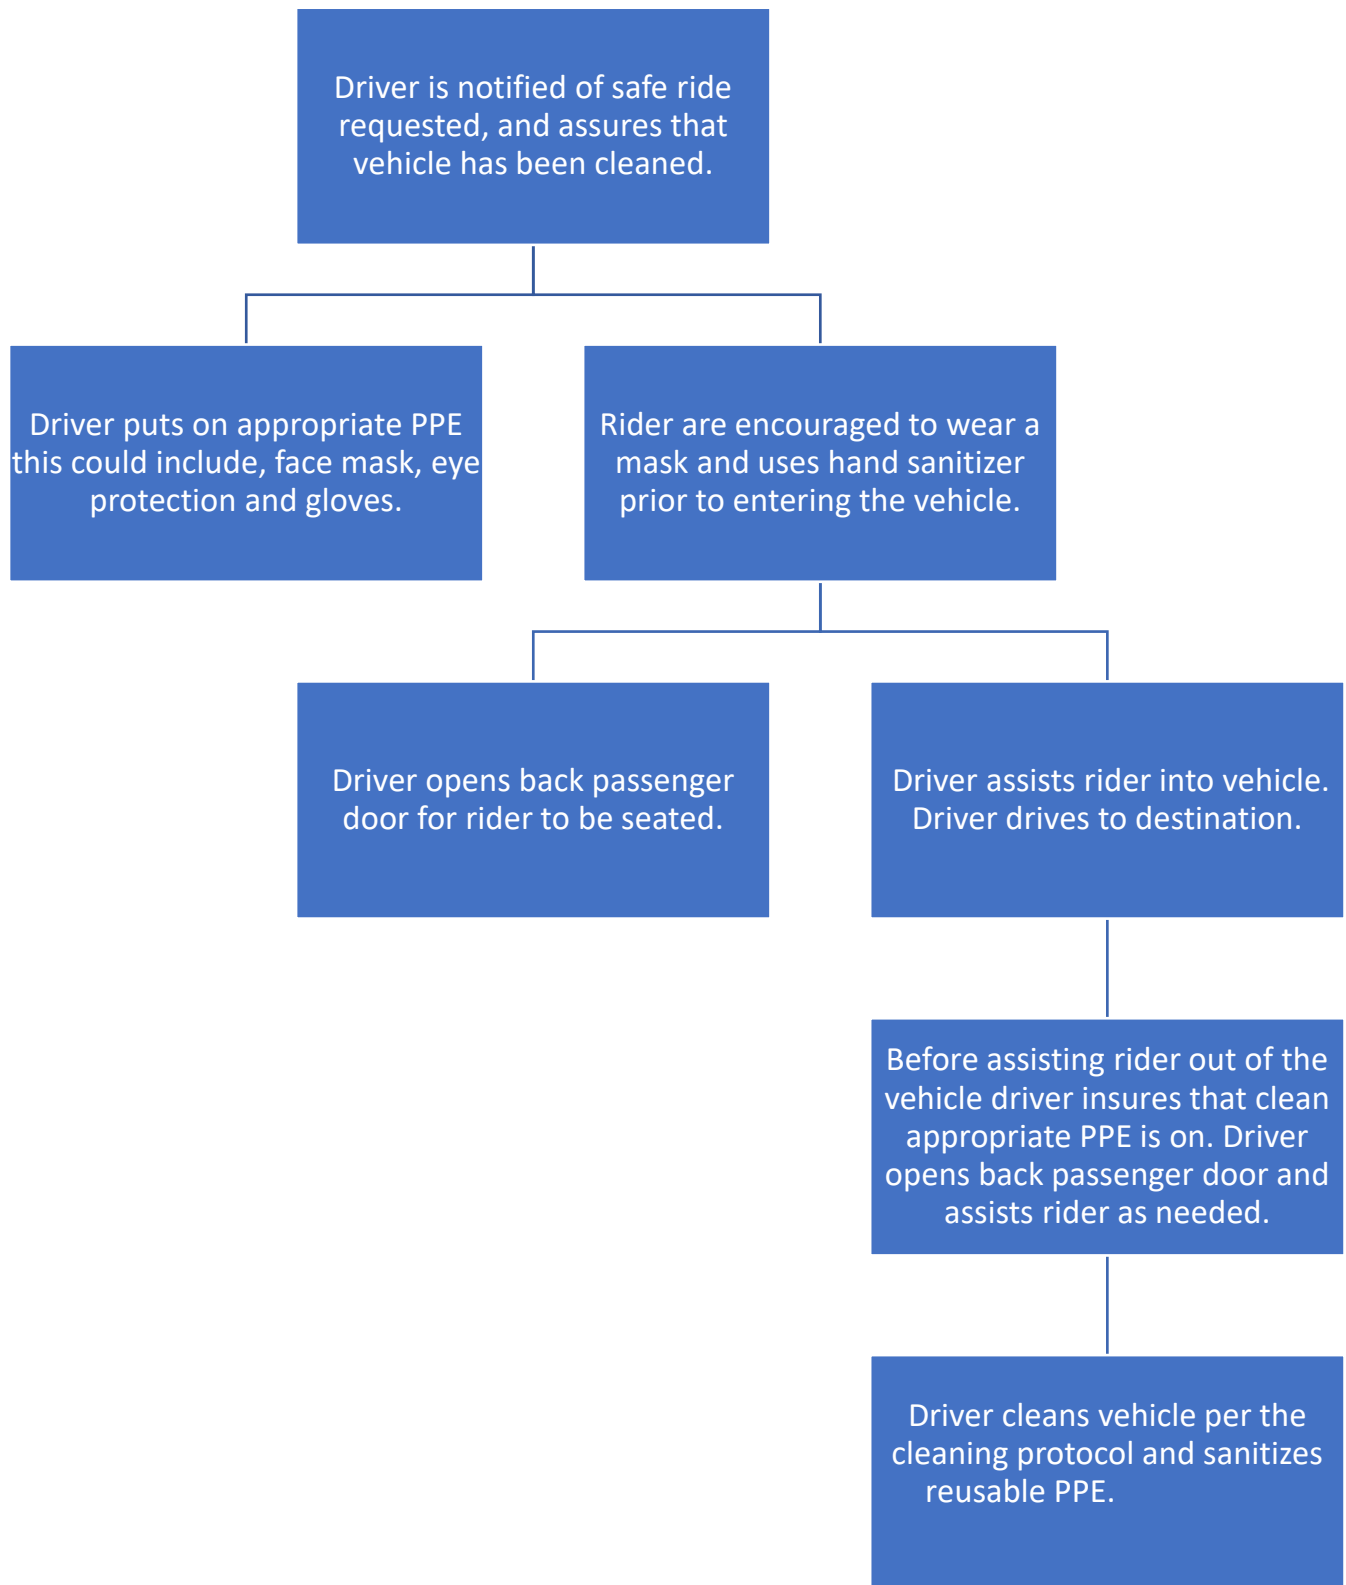 Driver is notified of safe ride
requested, and assures that
vehicle has been cleaned.
Driver puts on appropriate PPE
this could include, face mask, eye
protection and gloves.
Rider are encouraged to wear a
mask and uses hand sanitizer
prior to entering the vehicle.
Driver opens back passenger
door for rider to be seated.
Driver assists rider into vehicle.
Driver drives to destination.
Before assisting rider out of the
vehicle driver insures that clean
appropriate PPE is on. Driver
opens back passenger door and
assists rider as needed.
Driver cleans vehicle per the
cleaning protocol and sanitizes
reusable PPE.